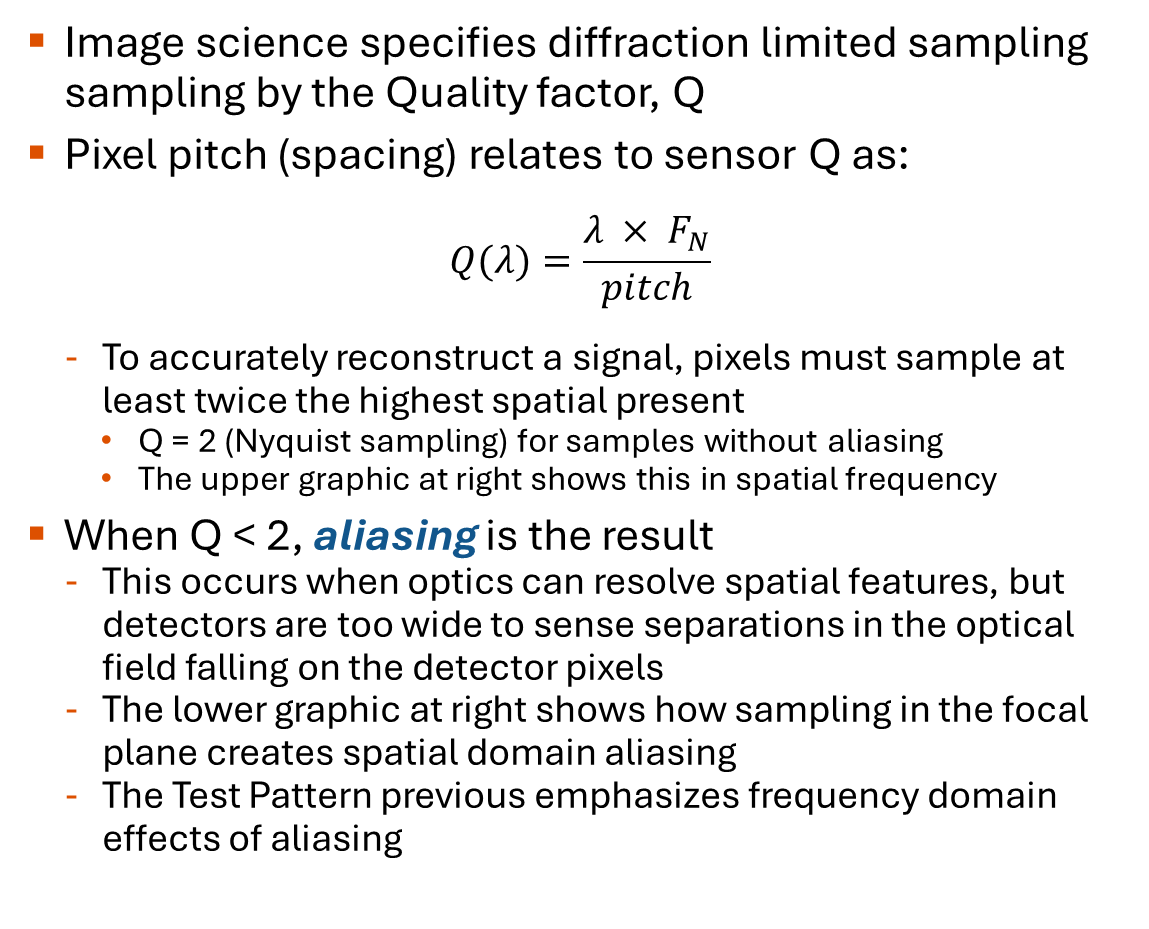 ▪ Image science specifies diffraction limited sampling
sampling by the Quality factor, Q
▪ Pixel pitch (spacing) relates to sensor Q as:
Q(λ) = (λ × F_N) / pitch
- To accurately reconstruct a signal, pixels must sample at
least twice the highest spatial present
• Q = 2 (Nyquist sampling) for samples without aliasing
• The upper graphic at right shows this in spatial frequency
▪ When Q < 2, aliasing is the result
- This occurs when optics can resolve spatial features, but
detectors are too wide to sense separations in the optical
field falling on the detector pixels
- The lower graphic at right shows how sampling in the focal
plane creates spatial domain aliasing
- The Test Pattern previous emphasizes frequency domain
effects of aliasing